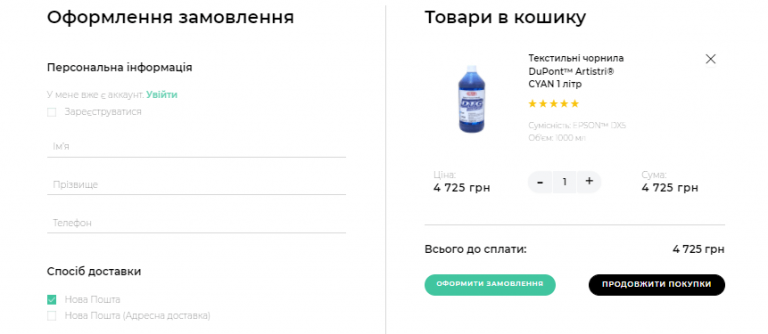 Оформлення замовлення
Персональна інформація
У мене вже є аккаунт. Увійти
Зареєструватися
Ім'я
Прізвище
Телефон
Спосіб доставки
Нова Пошта
Нова Пошта (Адресна доставка)
Товари в кошику
Текстильні чорнила
DuPont™ Artistri®
CYAN 1 літр
Сумісність: EPSON™ DX5
Об'єм: 1000 мл
Ціна:
4 725 грн
- 1 +
Сума:
4 725 грн
Всього до сплати: 4 725 грн
ОФОРМИТИ ЗАМОВЛЕННЯ
ПРОДОВЖИТИ ПОКУПКИ